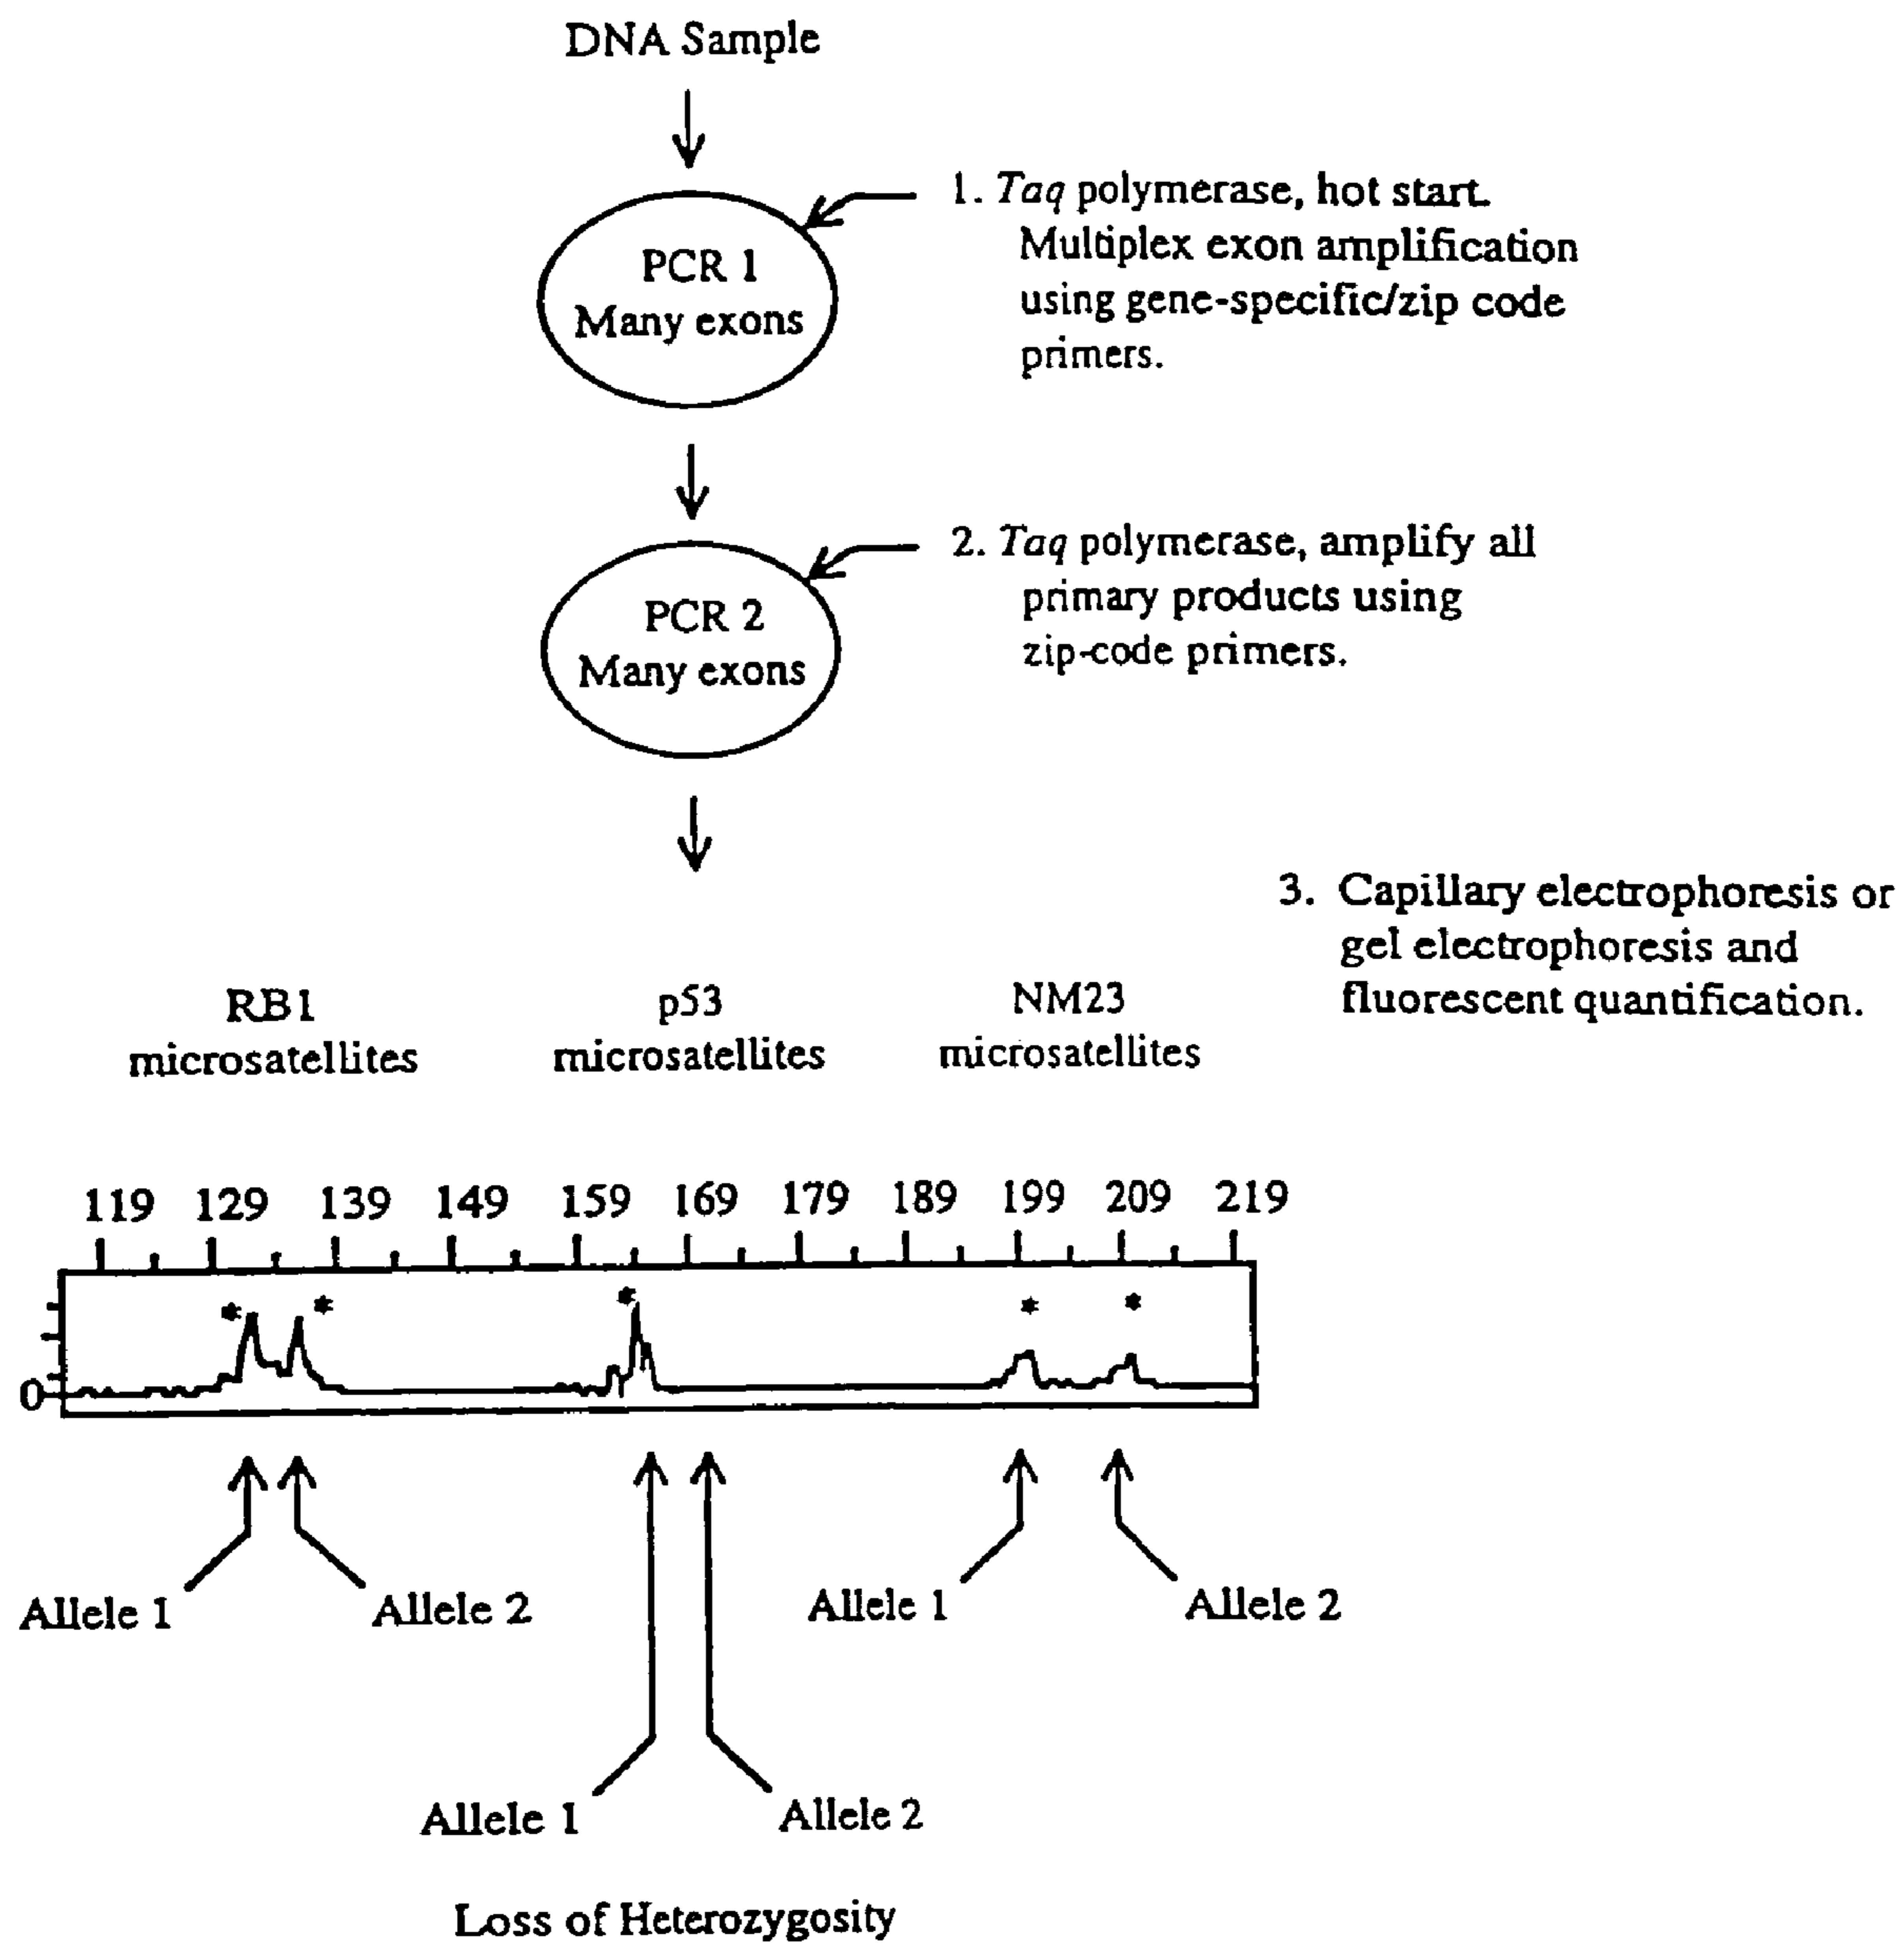 DNA Sample
PCR 1
Many exons
1. Taq polymerase, hot start.
Multiplex exon amplification
using gene-specific/zip code
primers.
PCR 2
Many exons
2. Taq polymerase, amplify all
primary products using
zip-code primers.
3. Capillary electrophoresis or
gel electrophoresis and
fluorescent quantification.
RB1
microsatellites
p53
microsatellites
NM23
microsatellites
119 129 139 149 159 169 179 189 199 209 219
* * * * *
0
Allele 1 Allele 2 Allele 1 Allele 2
Allele 1 Allele 2
Loss of Heterozygosity